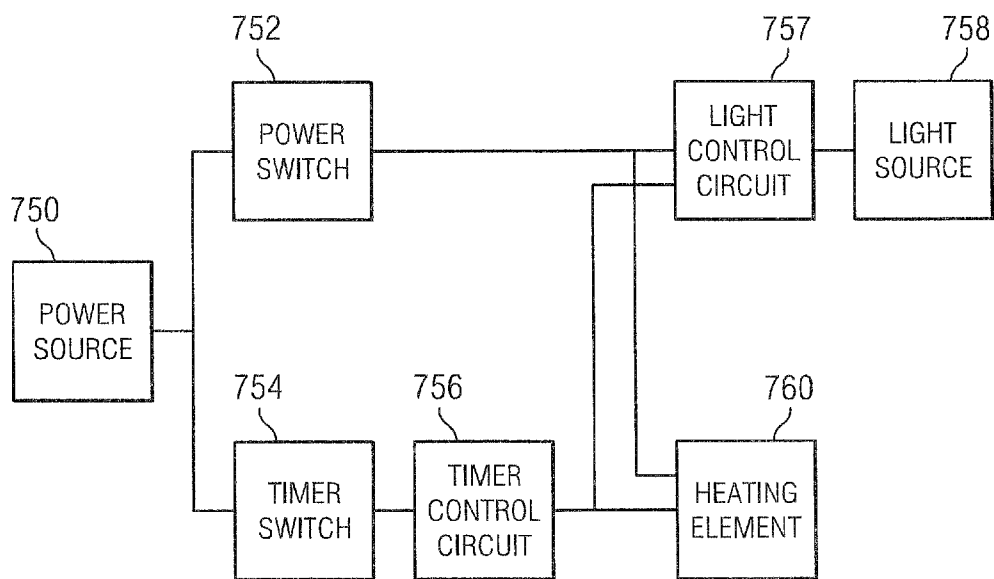 752
757
758
POWER
SWITCH
LIGHT
CONTROL
CIRCUIT
LIGHT
SOURCE
750
POWER
SOURCE
754
756
760
TIMER
SWITCH
TIMER
CONTROL
CIRCUIT
HEATING
ELEMENT